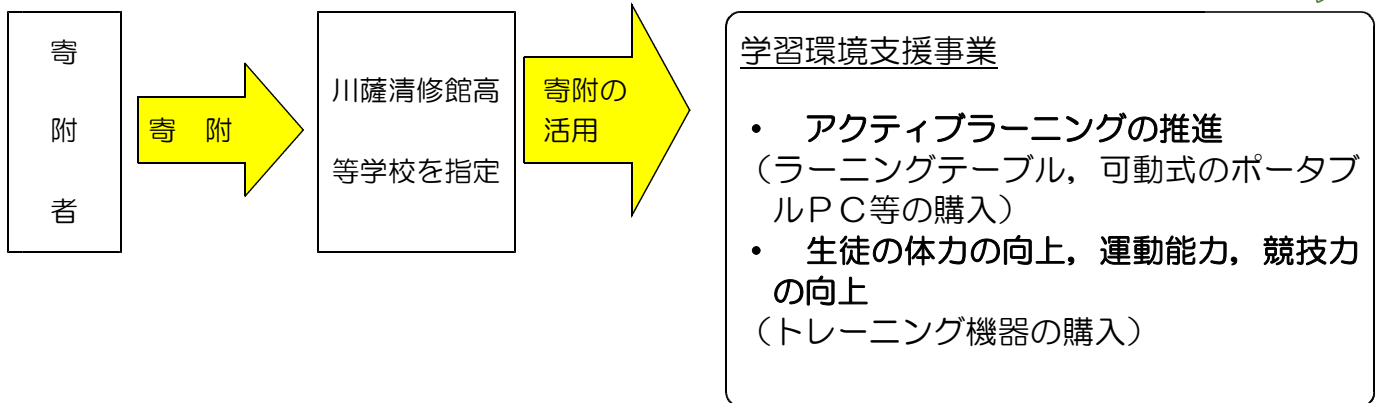 寄
附
者
寄　附
川薩清修館高
等学校を指定
寄附の
活用
学習環境支援事業
・　アクティブラーニングの推進
（ラーニングテーブル，可動式のポータブ
ルＰＣ等の購入）
・　生徒の体力の向上，運動能力，競技力
の向上
（トレーニング機器の購入）